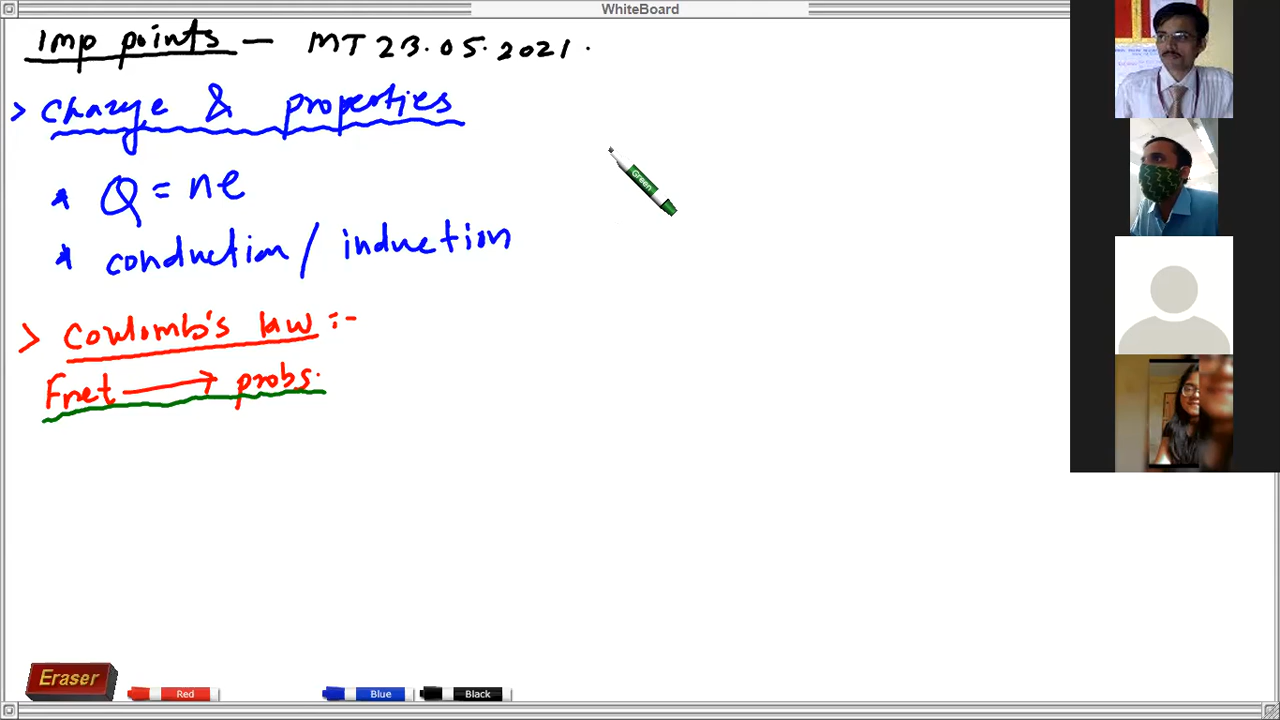 WhiteBoard
Imp points — MT 23.05.2021.
> Charge & properties
* Q = ne
* conduction / induction
> Coulomb's law :-
Fnet → probs.
Green
Eraser
Red
Blue
Black